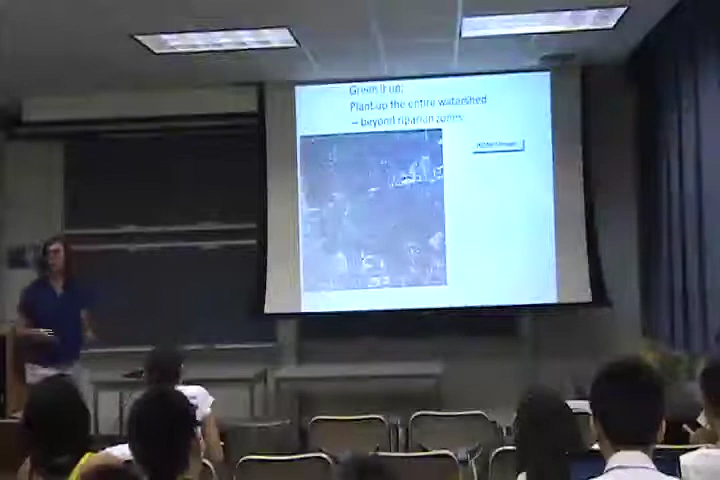 Green it up:
Plant up the entire watershed
– beyond riparian zones